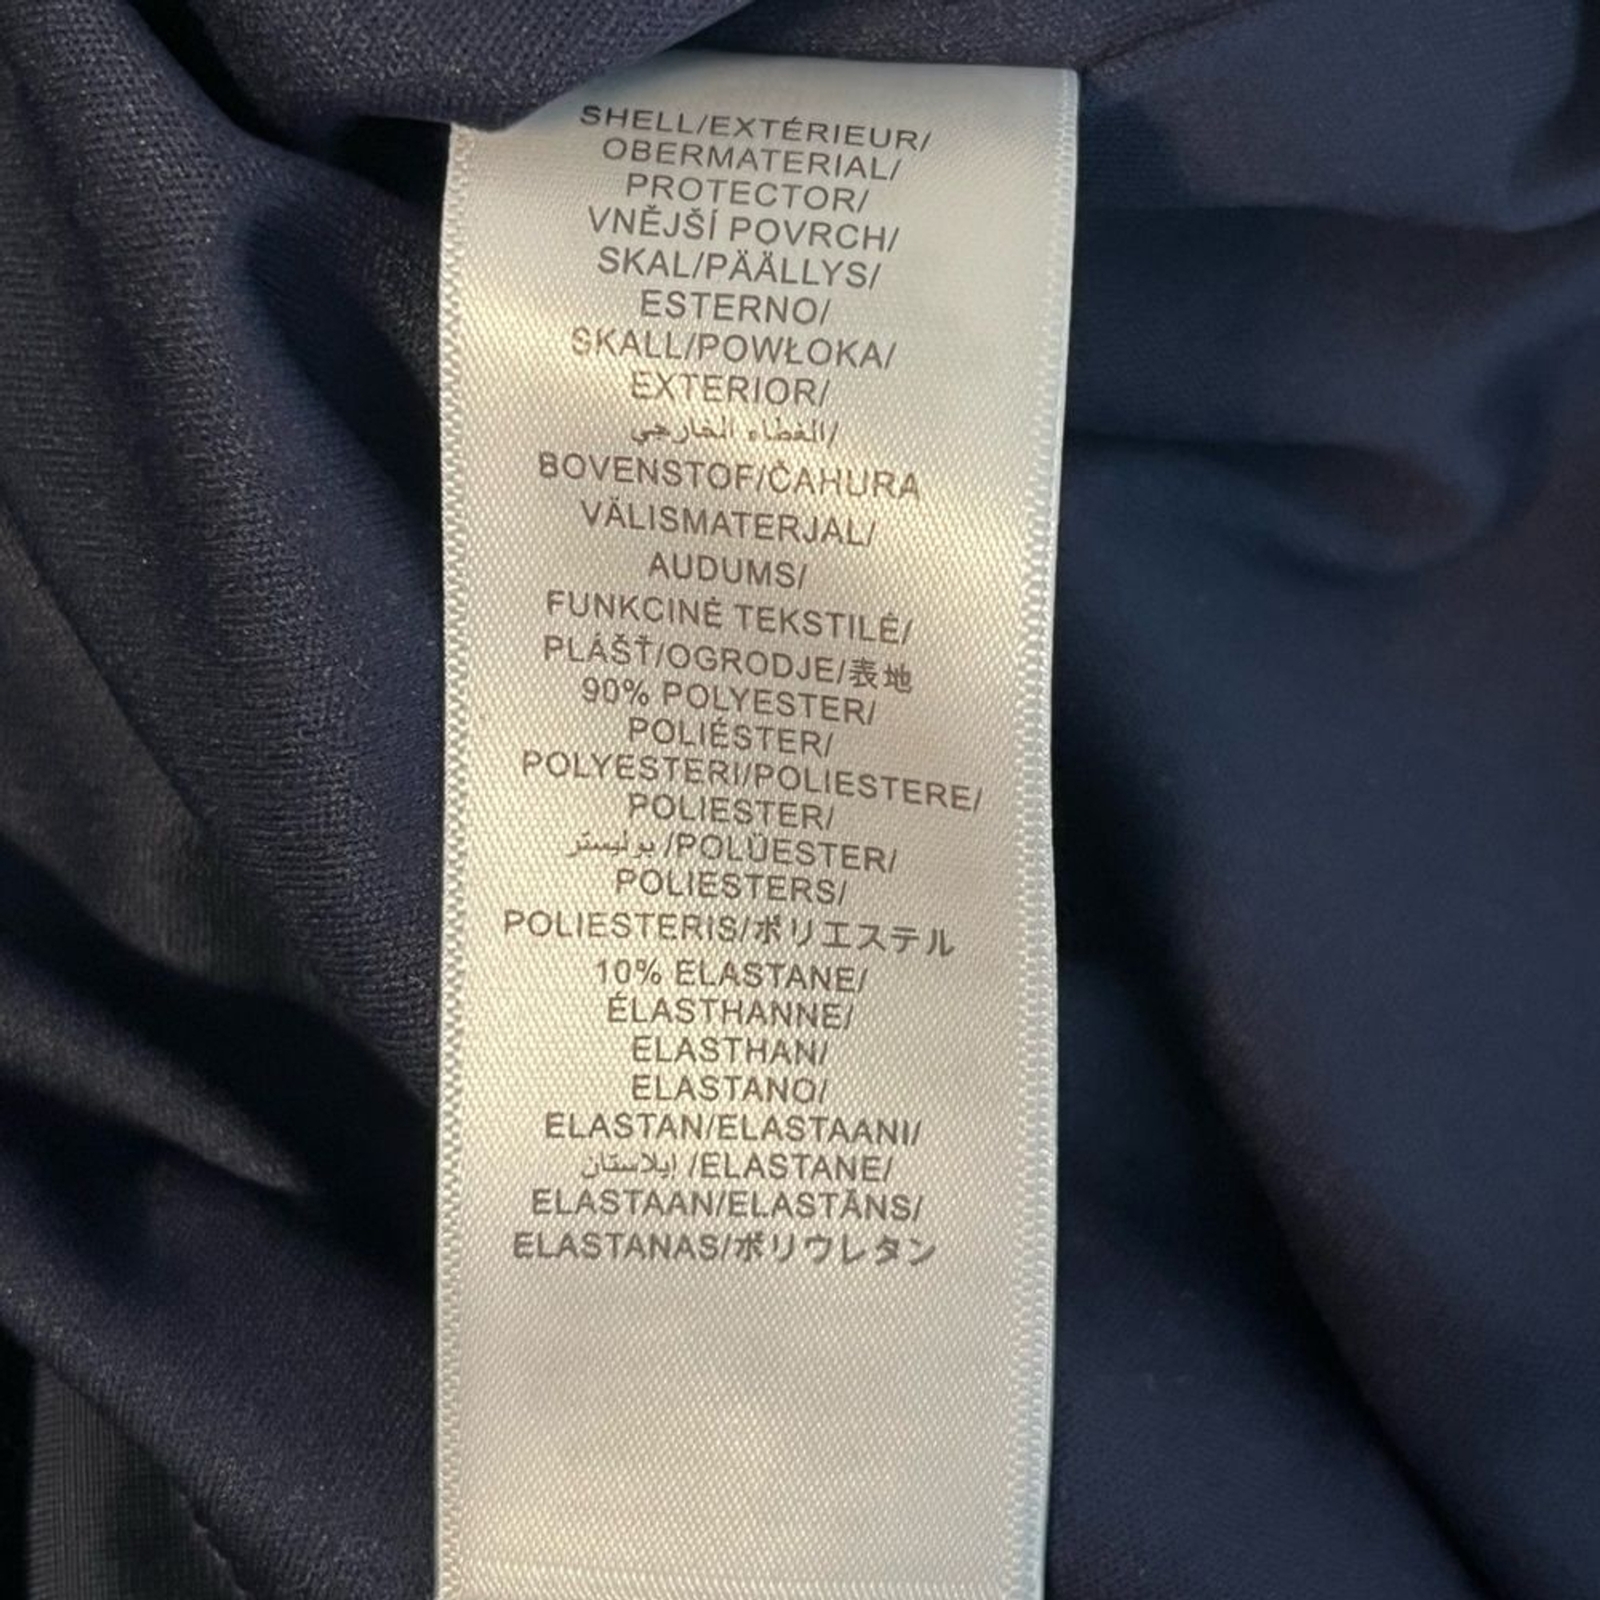 SHELL/EXTÉRIEUR/
OBERMATERIAL/
PROTECTOR/
VNĚJŠÍ POVRCH/
SKAL/PÄÄLLYS/
ESTERNO/
SKALL/POWŁOKA/
EXTERIOR/
الغطاء الخارجي/
BOVENSTOF/ČAHURA
VÄLISMATERJAL/
AUDUMS/
FUNKCINĖ TEKSTILĖ/
PLÁŠŤ/OGRODJE/表地
90% POLYESTER/
POLIÉSTER/
POLYESTERI/POLIESTERE/
POLIESTER/
بوليستر /POLÜESTER/
POLIESTERS/
POLIESTERIS/ポリエステル
10% ELASTANE/
ÉLASTHANNE/
ELASTHAN/
ELASTANO/
ELASTAN/ELASTAANI/
إيلاستان /ELASTANE/
ELASTAAN/ELASTĀNS/
ELASTANAS/ポリウレタン